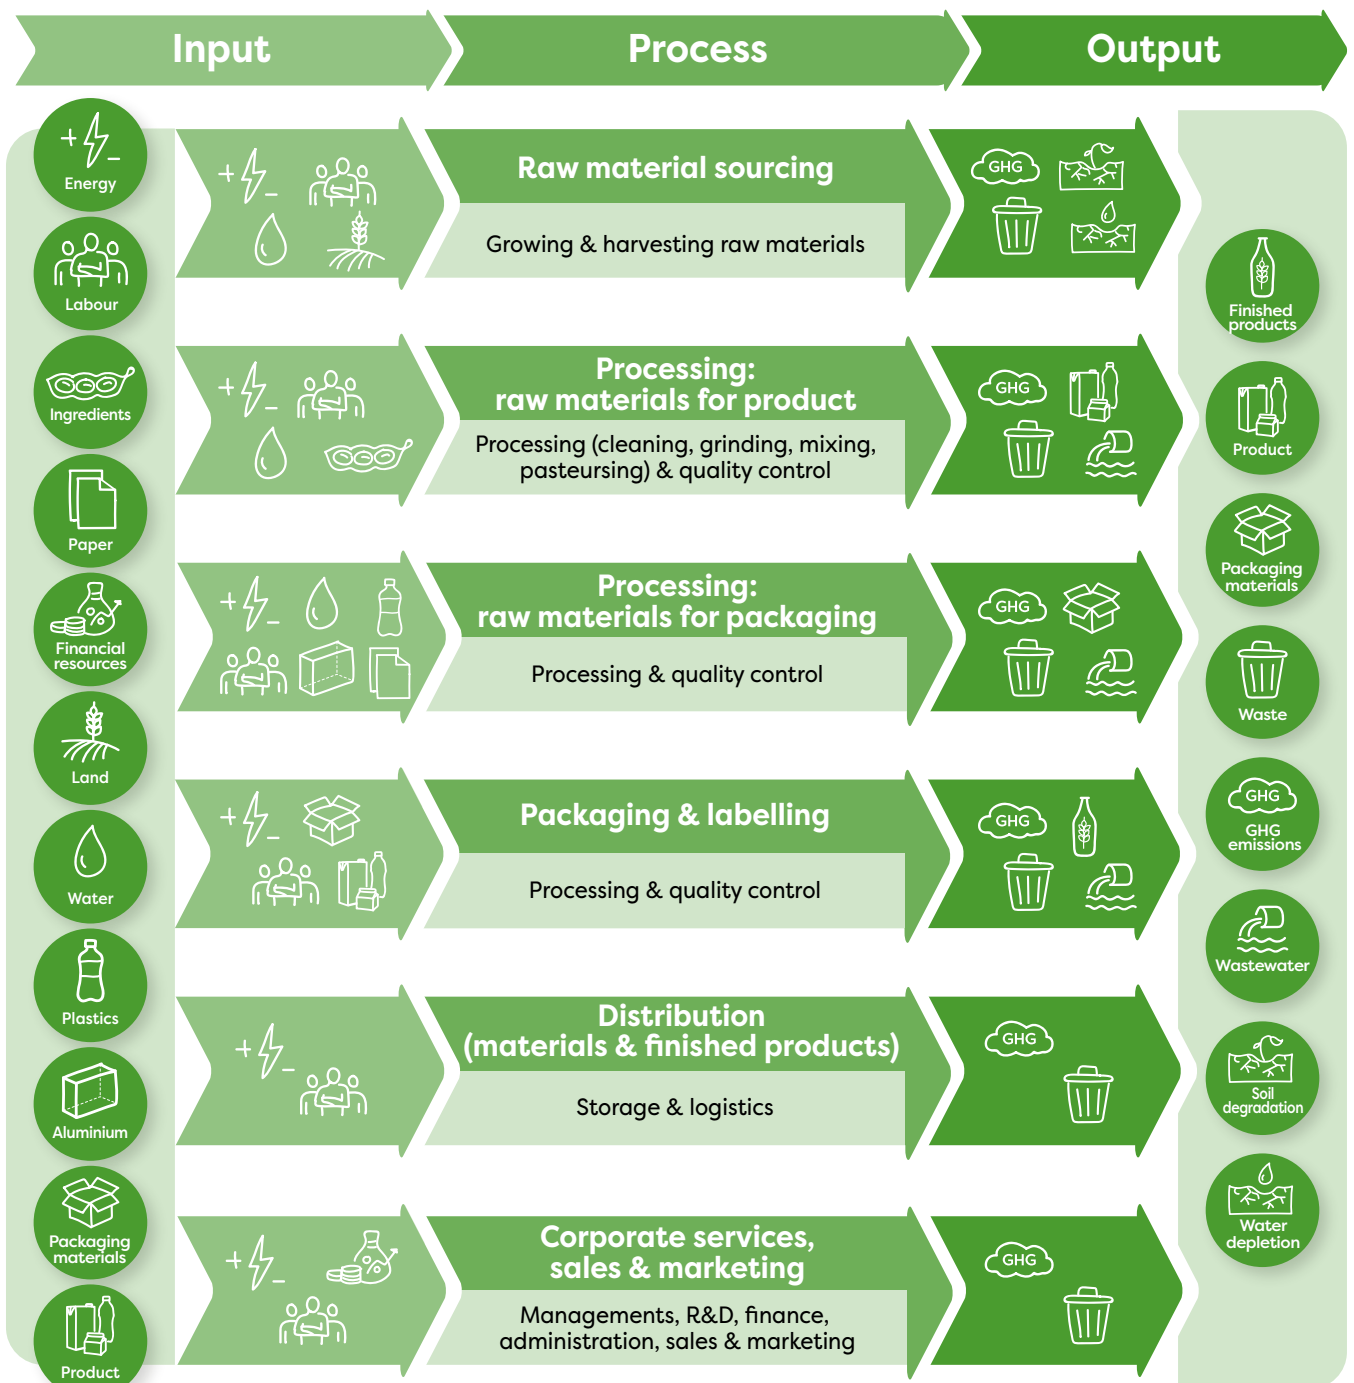 Input
Process
Output
Energy
Labour
Ingredients
Paper
Financial
resources
Land
Water
Plastics
Aluminium
Packaging
materials
Product
Raw material sourcing
Growing & harvesting raw materials
GHG
Processing:
raw materials for product
Processing (cleaning, grinding, mixing,
pasteursing) & quality control
GHG
Processing:
raw materials for packaging
Processing & quality control
GHG
Packaging & labelling
Processing & quality control
GHG
Distribution
(materials & finished products)
Storage & logistics
GHG
Corporate services,
sales & marketing
Managements, R&D, finance,
administration, sales & marketing
GHG
Finished
products
Product
Packaging
materials
Waste
GHG
GHG
emissions
Wastewater
Soil
degradation
Water
depletion